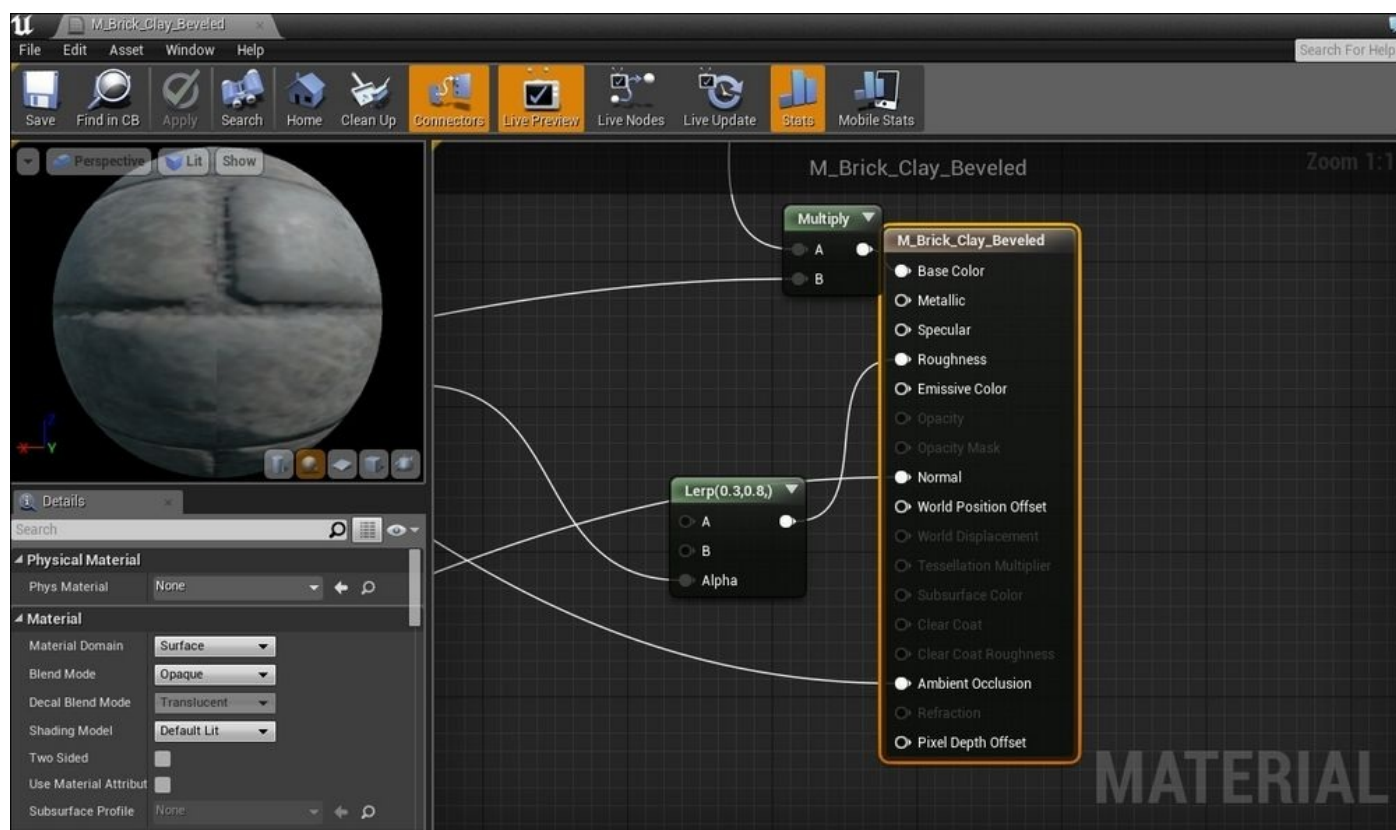 M_Brick_Clay_Beveled
File Edit Asset Window Help
Search For Help
Save Find in CB Apply Search Home Clean Up Connectors Live Preview Live Nodes Live Update Stats Mobile Stats
Perspective Lit Show
M_Brick_Clay_Beveled
Zoom 1:1
Multiply
A
B
M_Brick_Clay_Beveled
Base Color
Metallic
Specular
Roughness
Emissive Color
Opacity
Opacity Mask
Normal
World Position Offset
World Displacement
Tessellation Multiplier
Subsurface Color
Clear Coat
Clear Coat Roughness
Ambient Occlusion
Refraction
Pixel Depth Offset
Lerp(0.3,0.8,)
A
B
Alpha
Z
X Y
Details
Search
Physical Material
Phys Material None
Material
Material Domain Surface
Blend Mode Opaque
Decal Blend Mode Translucent
Shading Model Default Lit
Two Sided
Use Material Attribut
Subsurface Profile None
MATERIAL